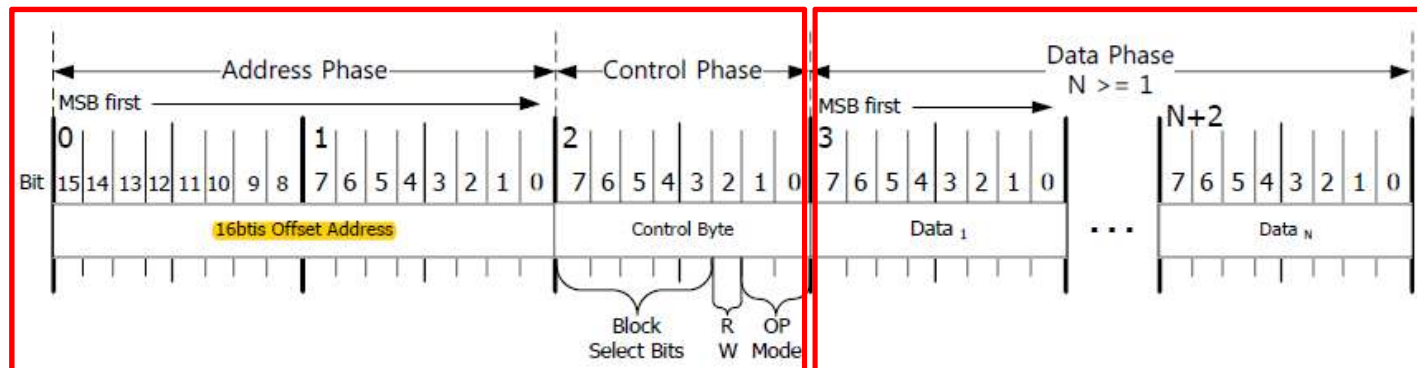 Address Phase
Control Phase
Data Phase
N >= 1
MSB first
MSB first
0 1 2 3 N+2
Bit 15 14 13 12 11 10 9 8 7 6 5 4 3 2 1 0 7 6 5 4 3 2 1 0 7 6 5 4 3 2 1 0 7 6 5 4 3 2 1 0
16btis Offset Address Control Byte Data 1 ... Data N
Block R OP
Select Bits W Mode